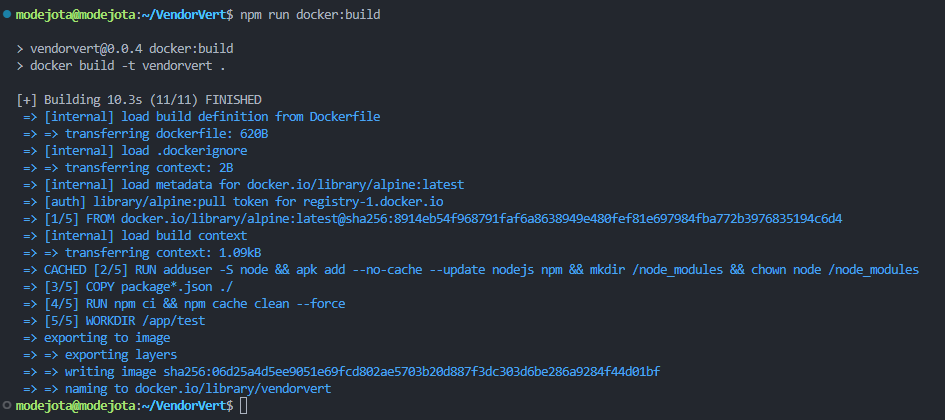 modejota@modejota:~/VendorVert$ npm run docker:build
> vendorvert@0.0.4 docker:build
> docker build -t vendorvert .
[+] Building 10.3s (11/11) FINISHED
=> [internal] load build definition from Dockerfile
=> => transferring dockerfile: 620B
=> [internal] load .dockerignore
=> => transferring context: 2B
=> [internal] load metadata for docker.io/library/alpine:latest
=> [auth] library/alpine:pull token for registry-1.docker.io
=> [1/5] FROM docker.io/library/alpine:latest@sha256:8914eb54f968791faf6a8638949e480fef81e697984fba772b3976835194c6d4
=> [internal] load build context
=> => transferring context: 1.09kB
=> CACHED [2/5] RUN adduser -S node && apk add --no-cache --update nodejs npm && mkdir /node_modules && chown node /node_modules
=> [3/5] COPY package*.json ./
=> [4/5] RUN npm ci && npm cache clean --force
=> [5/5] WORKDIR /app/test
=> exporting to image
=> => exporting layers
=> => writing image sha256:06d25a4d5ee9051e69fcd802ae5703b20d887f3dc303d6be286a9284f44d01bf
=> => naming to docker.io/library/vendorvert
modejota@modejota:~/VendorVert$